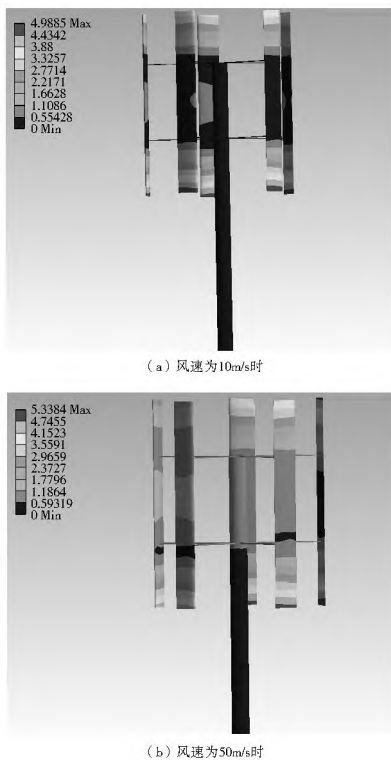 4.9885 Max
4.4342
3.88
3.3257
2.7714
2.2171
1.6628
1.1086
0.55428
0 Min
（a）风速为10m/s时
5.3384 Max
4.7455
4.1523
3.5591
2.9659
2.3727
1.7796
1.1864
0.59319
0 Min
（b）风速为50m/s时